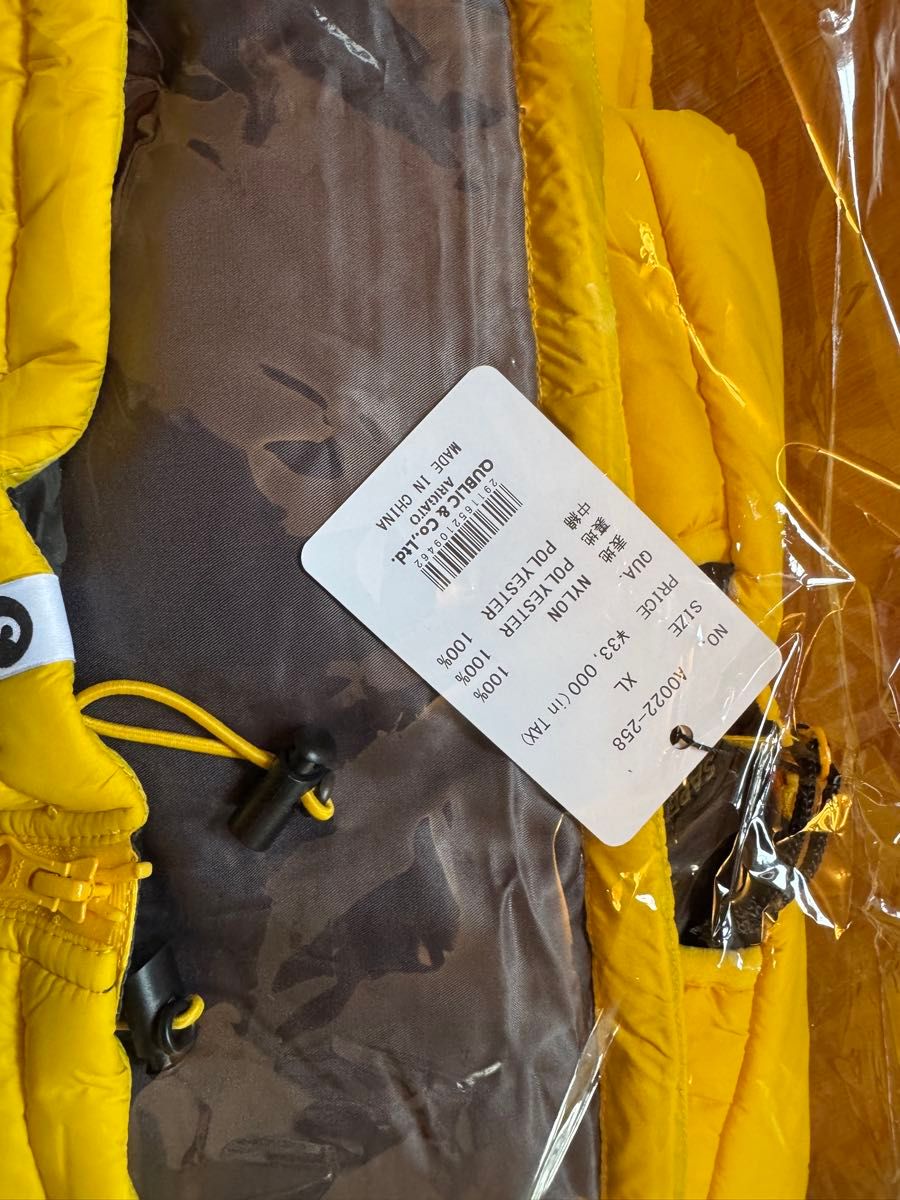 NO. A0022-258
SIZE XL
PRICE ¥33,000(in TAX)
QUA.
表地 NYLON 100%
裏地 POLYESTER 100%
中綿 POLYESTER 100%
2911652109462
QUBLIC & Co.,Ltd.
ARIGATO
MADE IN CHINA